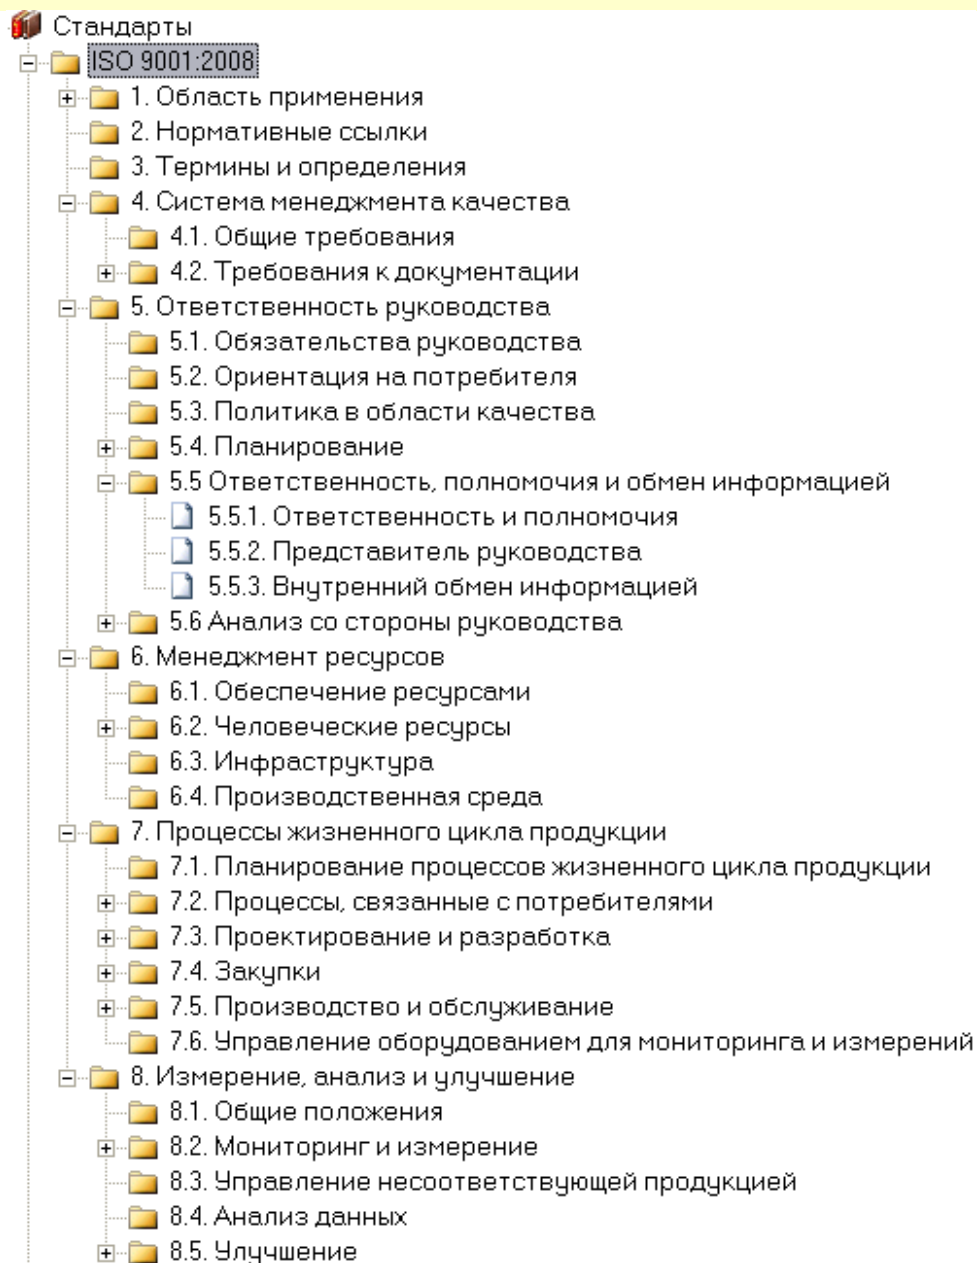 Стандарты
ISO 9001:2008
1. Область применения
2. Нормативные ссылки
3. Термины и определения
4. Система менеджмента качества
4.1. Общие требования
4.2. Требования к документации
5. Ответственность руководства
5.1. Обязательства руководства
5.2. Ориентация на потребителя
5.3. Политика в области качества
5.4. Планирование
5.5 Ответственность, полномочия и обмен информацией
5.5.1. Ответственность и полномочия
5.5.2. Представитель руководства
5.5.3. Внутренний обмен информацией
5.6 Анализ со стороны руководства
6. Менеджмент ресурсов
6.1. Обеспечение ресурсами
6.2. Человеческие ресурсы
6.3. Инфраструктура
6.4. Производственная среда
7. Процессы жизненного цикла продукции
7.1. Планирование процессов жизненного цикла продукции
7.2. Процессы, связанные с потребителями
7.3. Проектирование и разработка
7.4. Закупки
7.5. Производство и обслуживание
7.6. Управление оборудованием для мониторинга и измерений
8. Измерение, анализ и улучшение
8.1. Общие положения
8.2. Мониторинг и измерение
8.3. Управление несоответствующей продукцией
8.4. Анализ данных
8.5. Улучшение